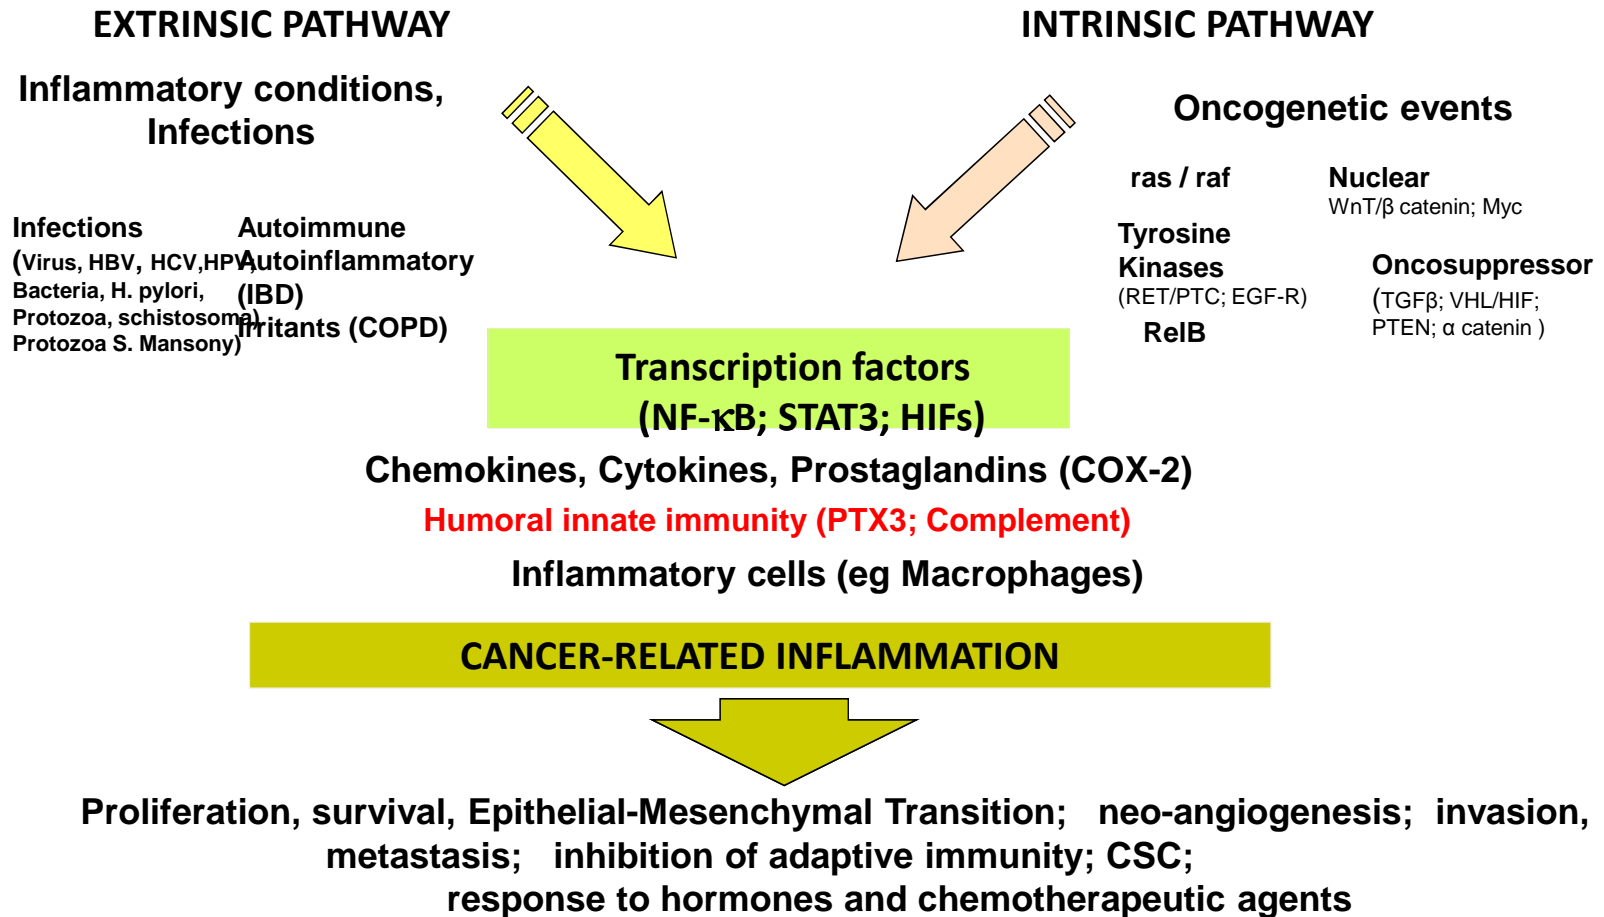 EXTRINSIC PATHWAY
INTRINSIC PATHWAY
Inflammatory conditions,
Infections
Oncogenetic events
Infections
(Virus, HBV, HCV,HPV;
Bacteria, H. pylori,
Protozoa, schistosoma)
Protozoa S. Mansony)
Autoimmune
Autoinflammatory
(IBD)
Irritants (COPD)
ras / raf
Tyrosine
Kinases
(RET/PTC; EGF-R)
RelB
Nuclear
WnT/β catenin; Myc
Oncosuppressor
(TGFβ; VHL/HIF;
PTEN; α catenin )
Transcription factors
(NF-κB; STAT3; HIFs)
Chemokines, Cytokines, Prostaglandins (COX-2)
Humoral innate immunity (PTX3; Complement)
Inflammatory cells (eg Macrophages)
CANCER-RELATED INFLAMMATION
Proliferation, survival, Epithelial-Mesenchymal Transition; neo-angiogenesis; invasion,
metastasis; inhibition of adaptive immunity; CSC;
response to hormones and chemotherapeutic agents